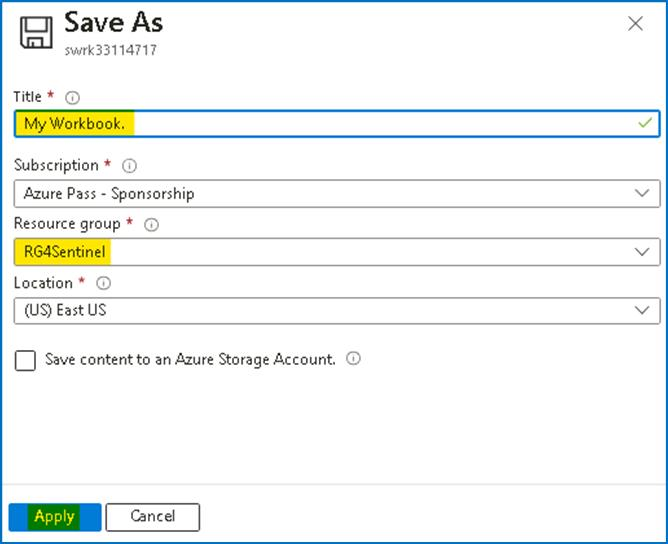 Save As
swrk33114717
Title *
My Workbook.
Subscription *
Azure Pass - Sponsorship
Resource group *
RG4Sentinel
Location *
(US) East US
Save content to an Azure Storage Account.
Apply
Cancel